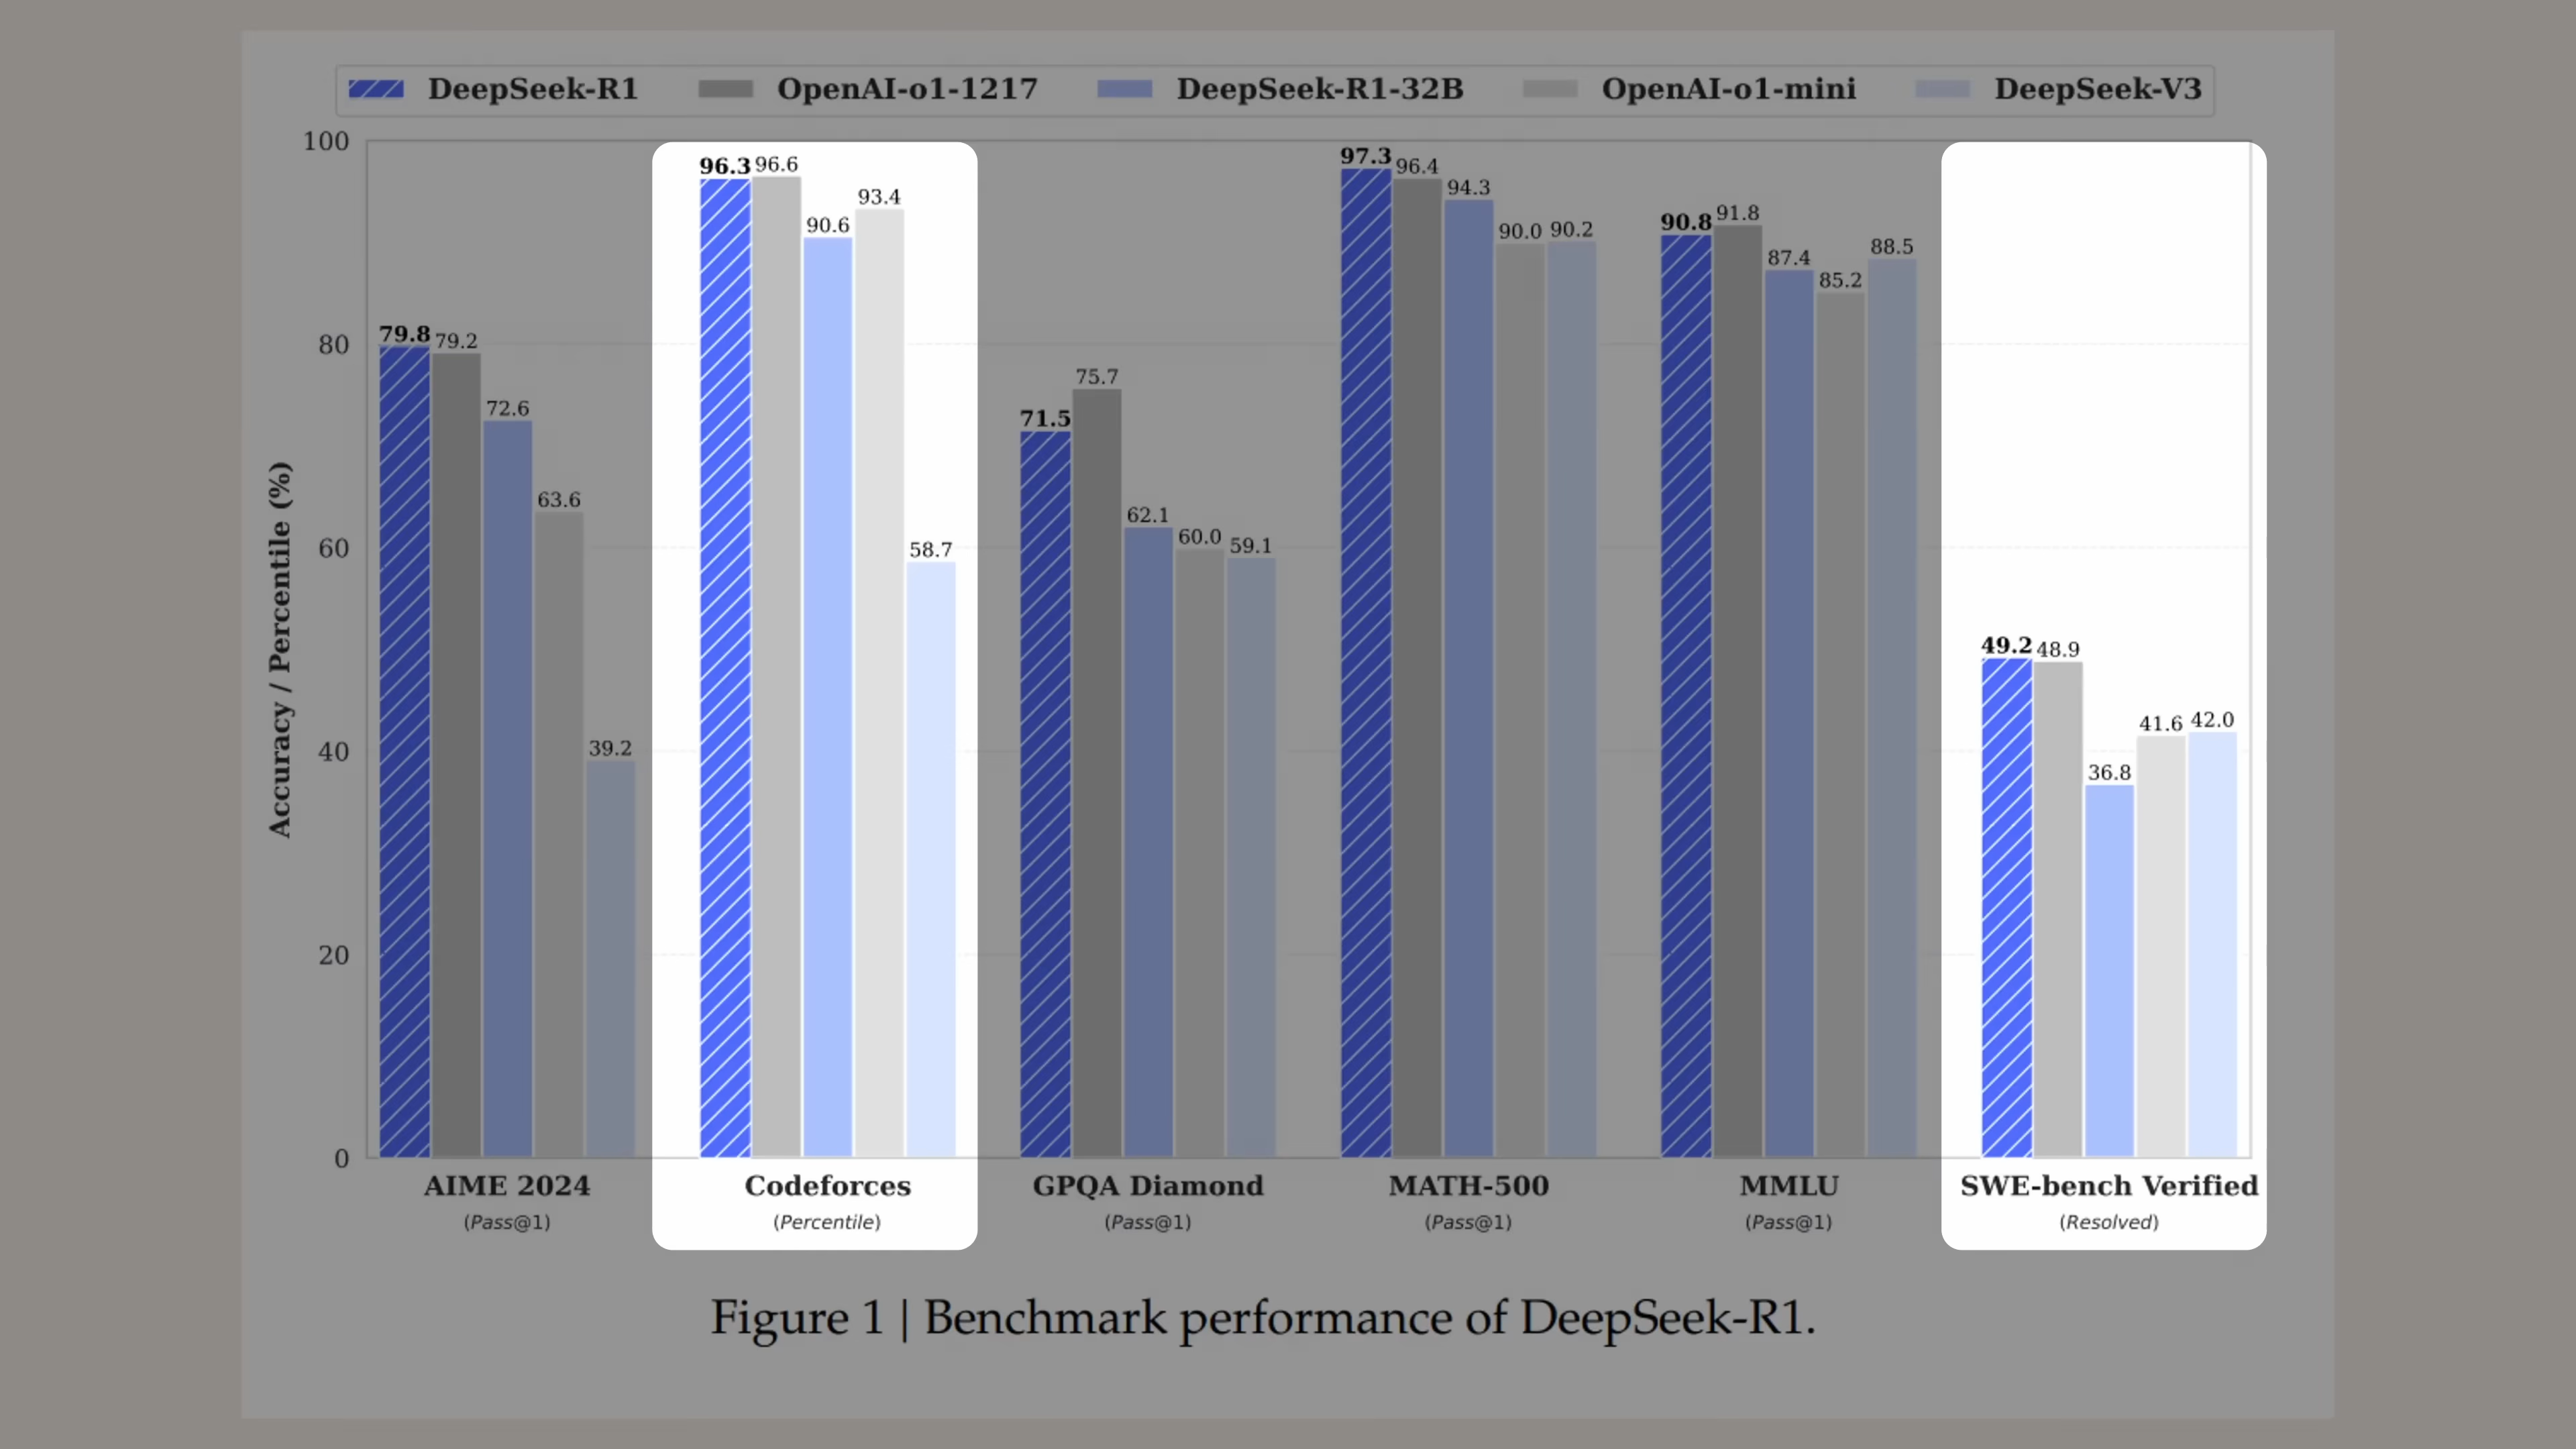 DeepSeek-R1 OpenAI-o1-1217 DeepSeek-R1-32B OpenAI-o1-mini DeepSeek-V3
Accuracy / Percentile (%)
100
80
60
40
20
0
79.8 79.2 72.6 63.6 39.2
96.3 96.6 90.6 93.4 58.7
71.5 75.7 62.1 60.0 59.1
97.3 96.4 94.3 90.0 90.2
90.8 91.8 87.4 85.2 88.5
49.2 48.9 36.8 41.6 42.0
AIME 2024 Codeforces GPQA Diamond MATH-500 MMLU SWE-bench Verified
(Pass@1) (Percentile) (Pass@1) (Pass@1) (Pass@1) (Resolved)
Figure 1 | Benchmark performance of DeepSeek-R1.